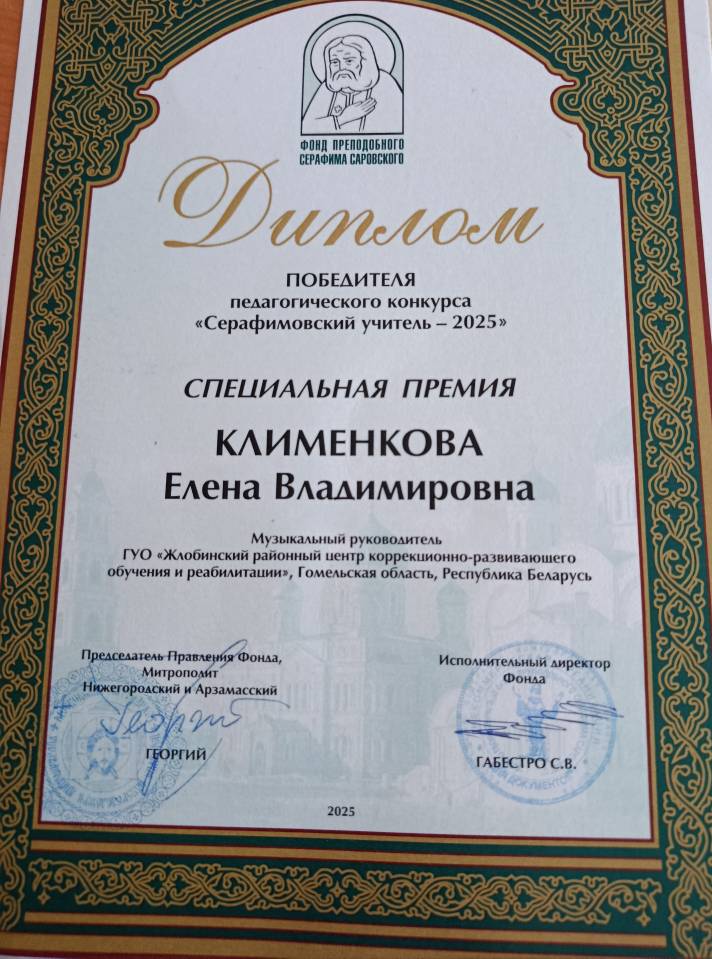 ФОНД ПРЕПОДОБНОГО
СЕРАФИМА САРОВСКОГО
Диплом
ПОБЕДИТЕЛЯ
педагогического конкурса
«Серафимовский учитель – 2025»
СПЕЦИАЛЬНАЯ ПРЕМИЯ
КЛИМЕНКОВА
Елена Владимировна
Музыкальный руководитель
ГУО «Жлобинский районный центр коррекционно-развивающего
обучения и реабилитации», Гомельская область, Республика Беларусь
Председатель Правления Фонда,
Митрополит
Нижегородский и Арзамасский
Георгий
ГЕОРГИЙ
Исполнительный директор
Фонда
ГАБЕСТРО С.В.
2025